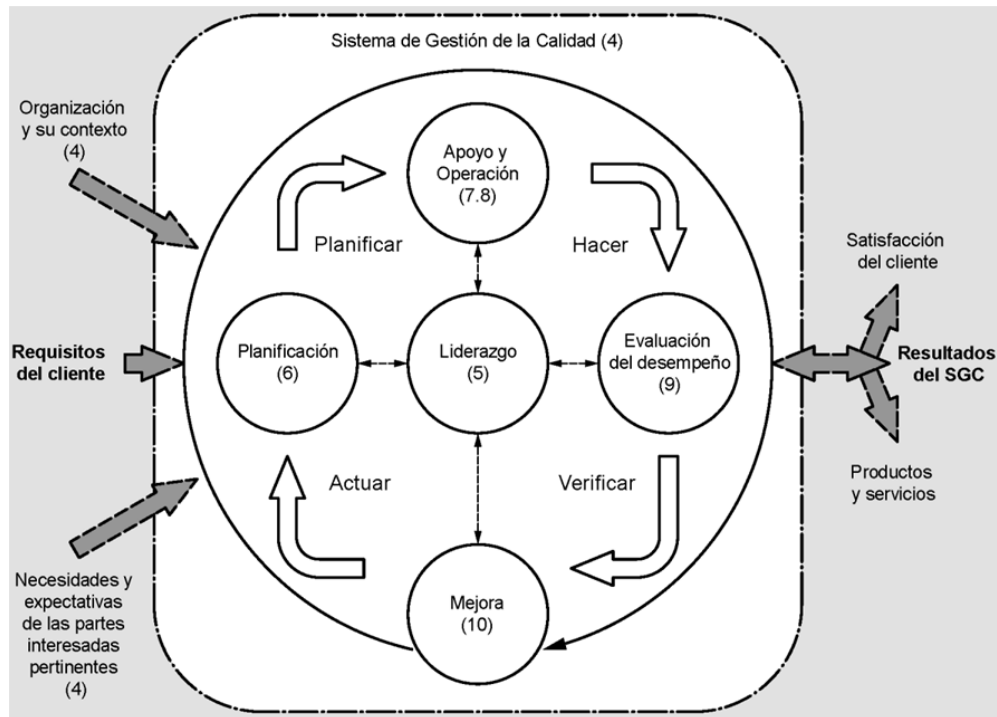 Sistema de Gestión de la Calidad (4)
Organización
y su contexto
(4)
Apoyo y
Operación
(7.8)
Planificar
Hacer
Satisfacción
del cliente
Requisitos
del cliente
Planificación
(6)
Liderazgo
(5)
Evaluación
del desempeño
(9)
Resultados
del SGC
Actuar
Verificar
Productos
y servicios
Necesidades y
expectativas
de las partes
interesadas
pertinentes
(4)
Mejora
(10)